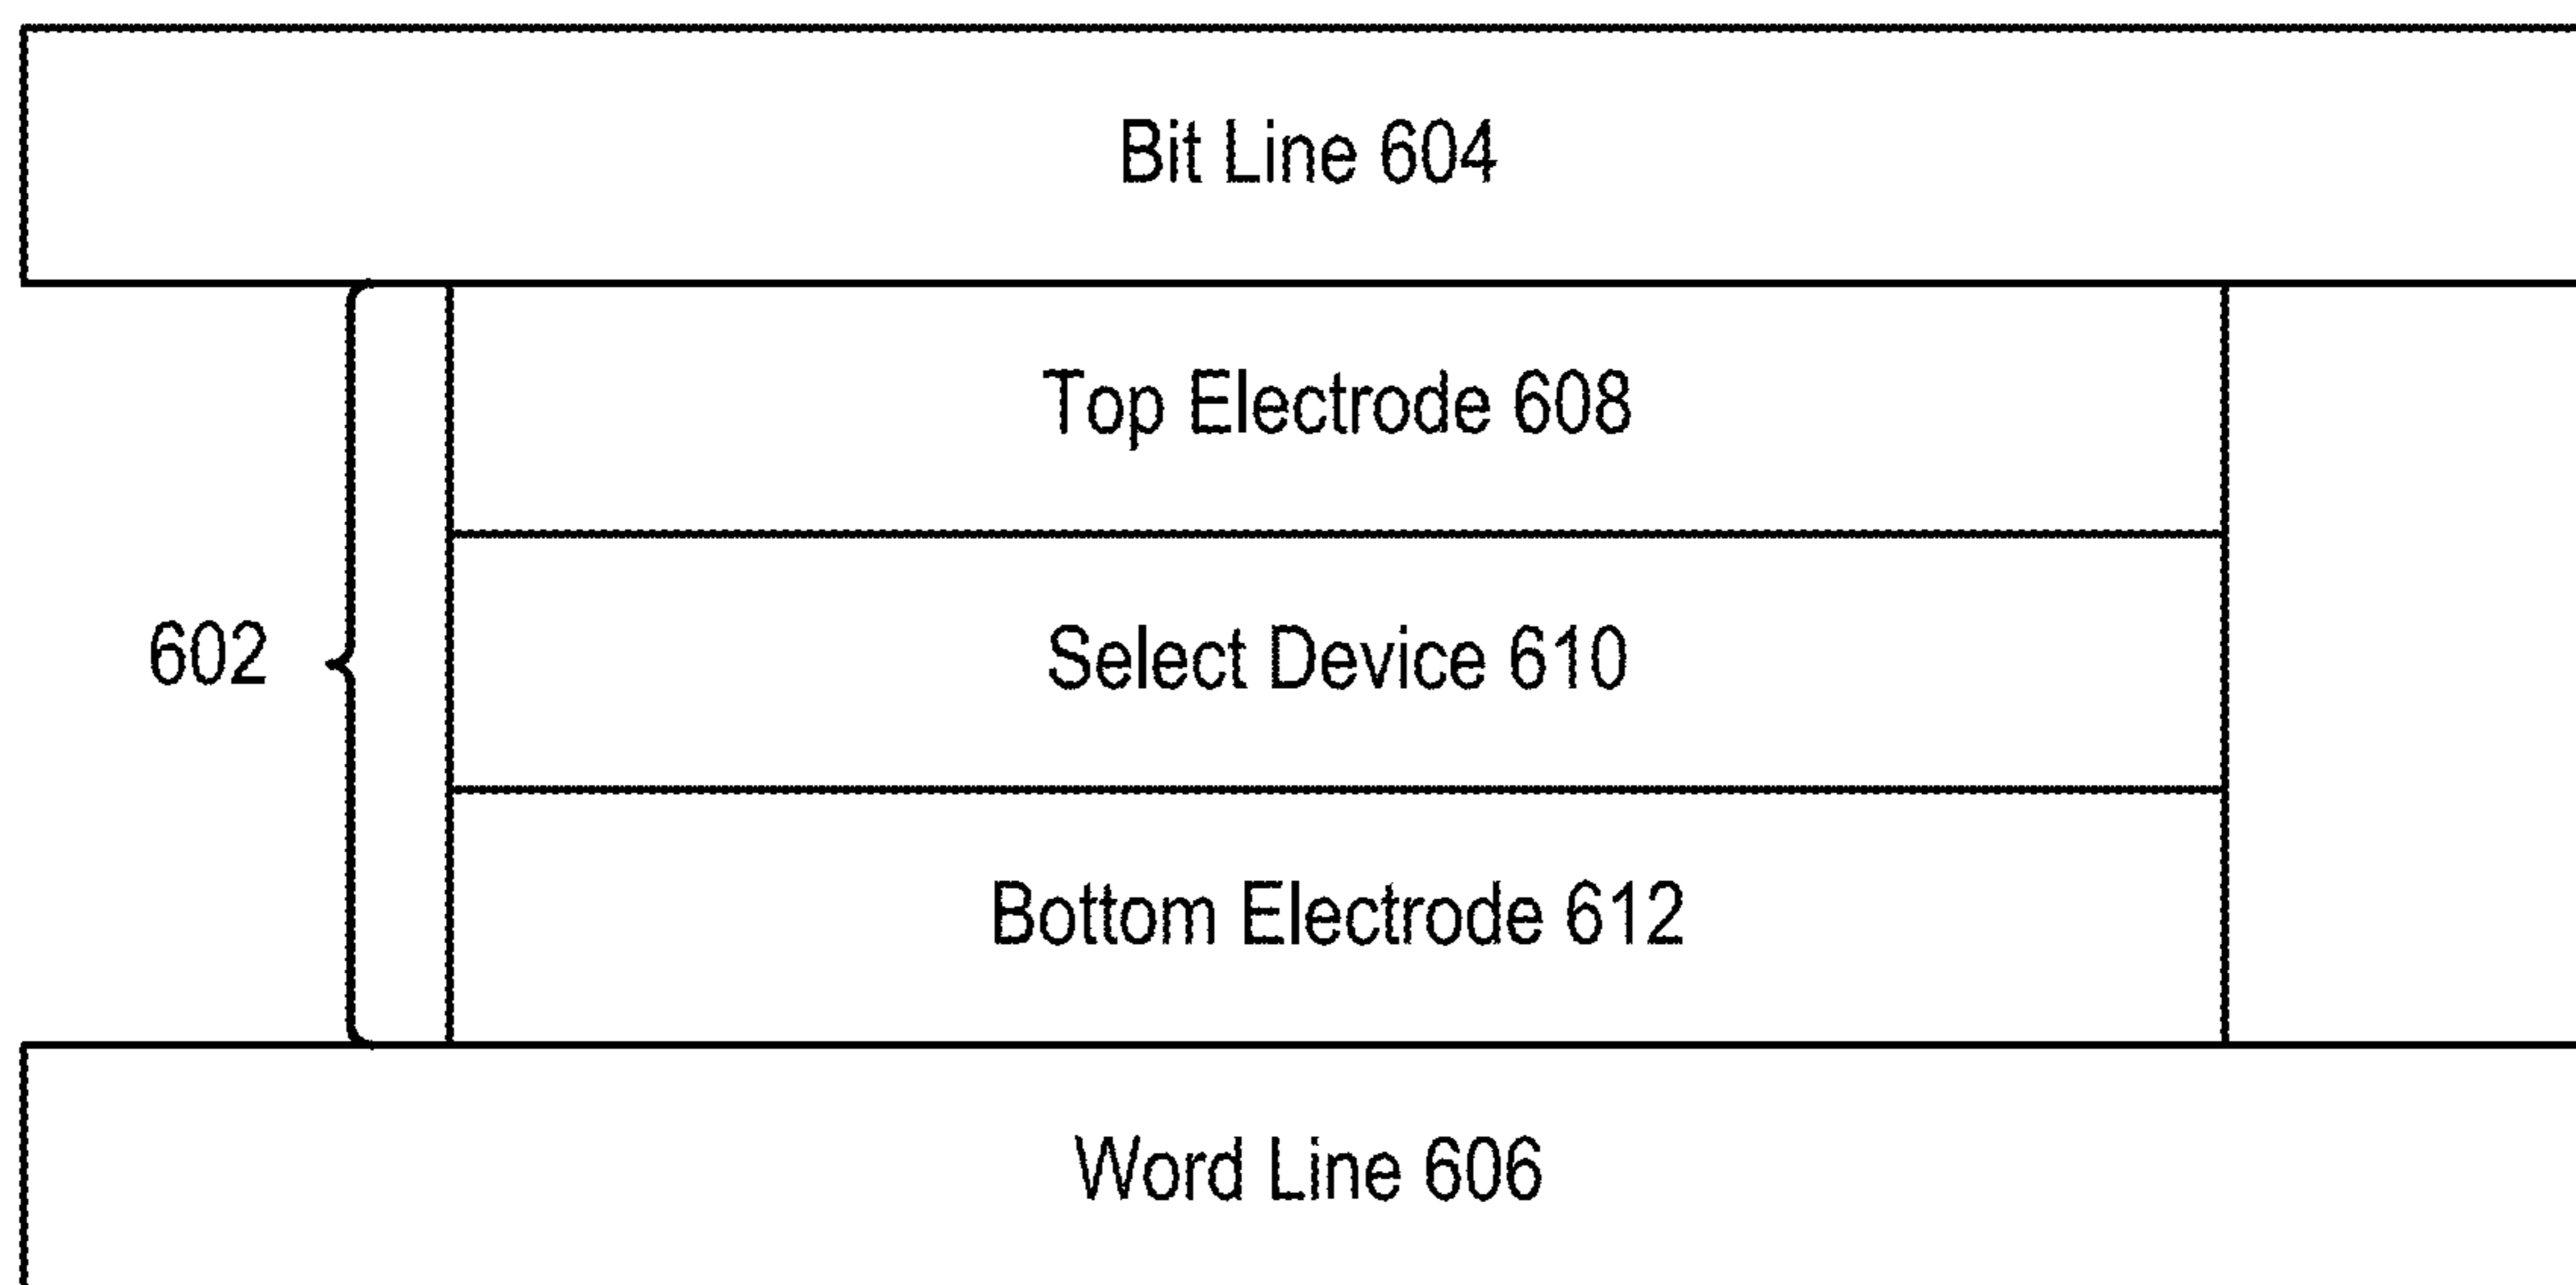 Bit Line 604
Top Electrode 608
602
Select Device 610
Bottom Electrode 612
Word Line 606